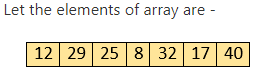 Let the elements of array are -
12 29 25 8 32 17 40